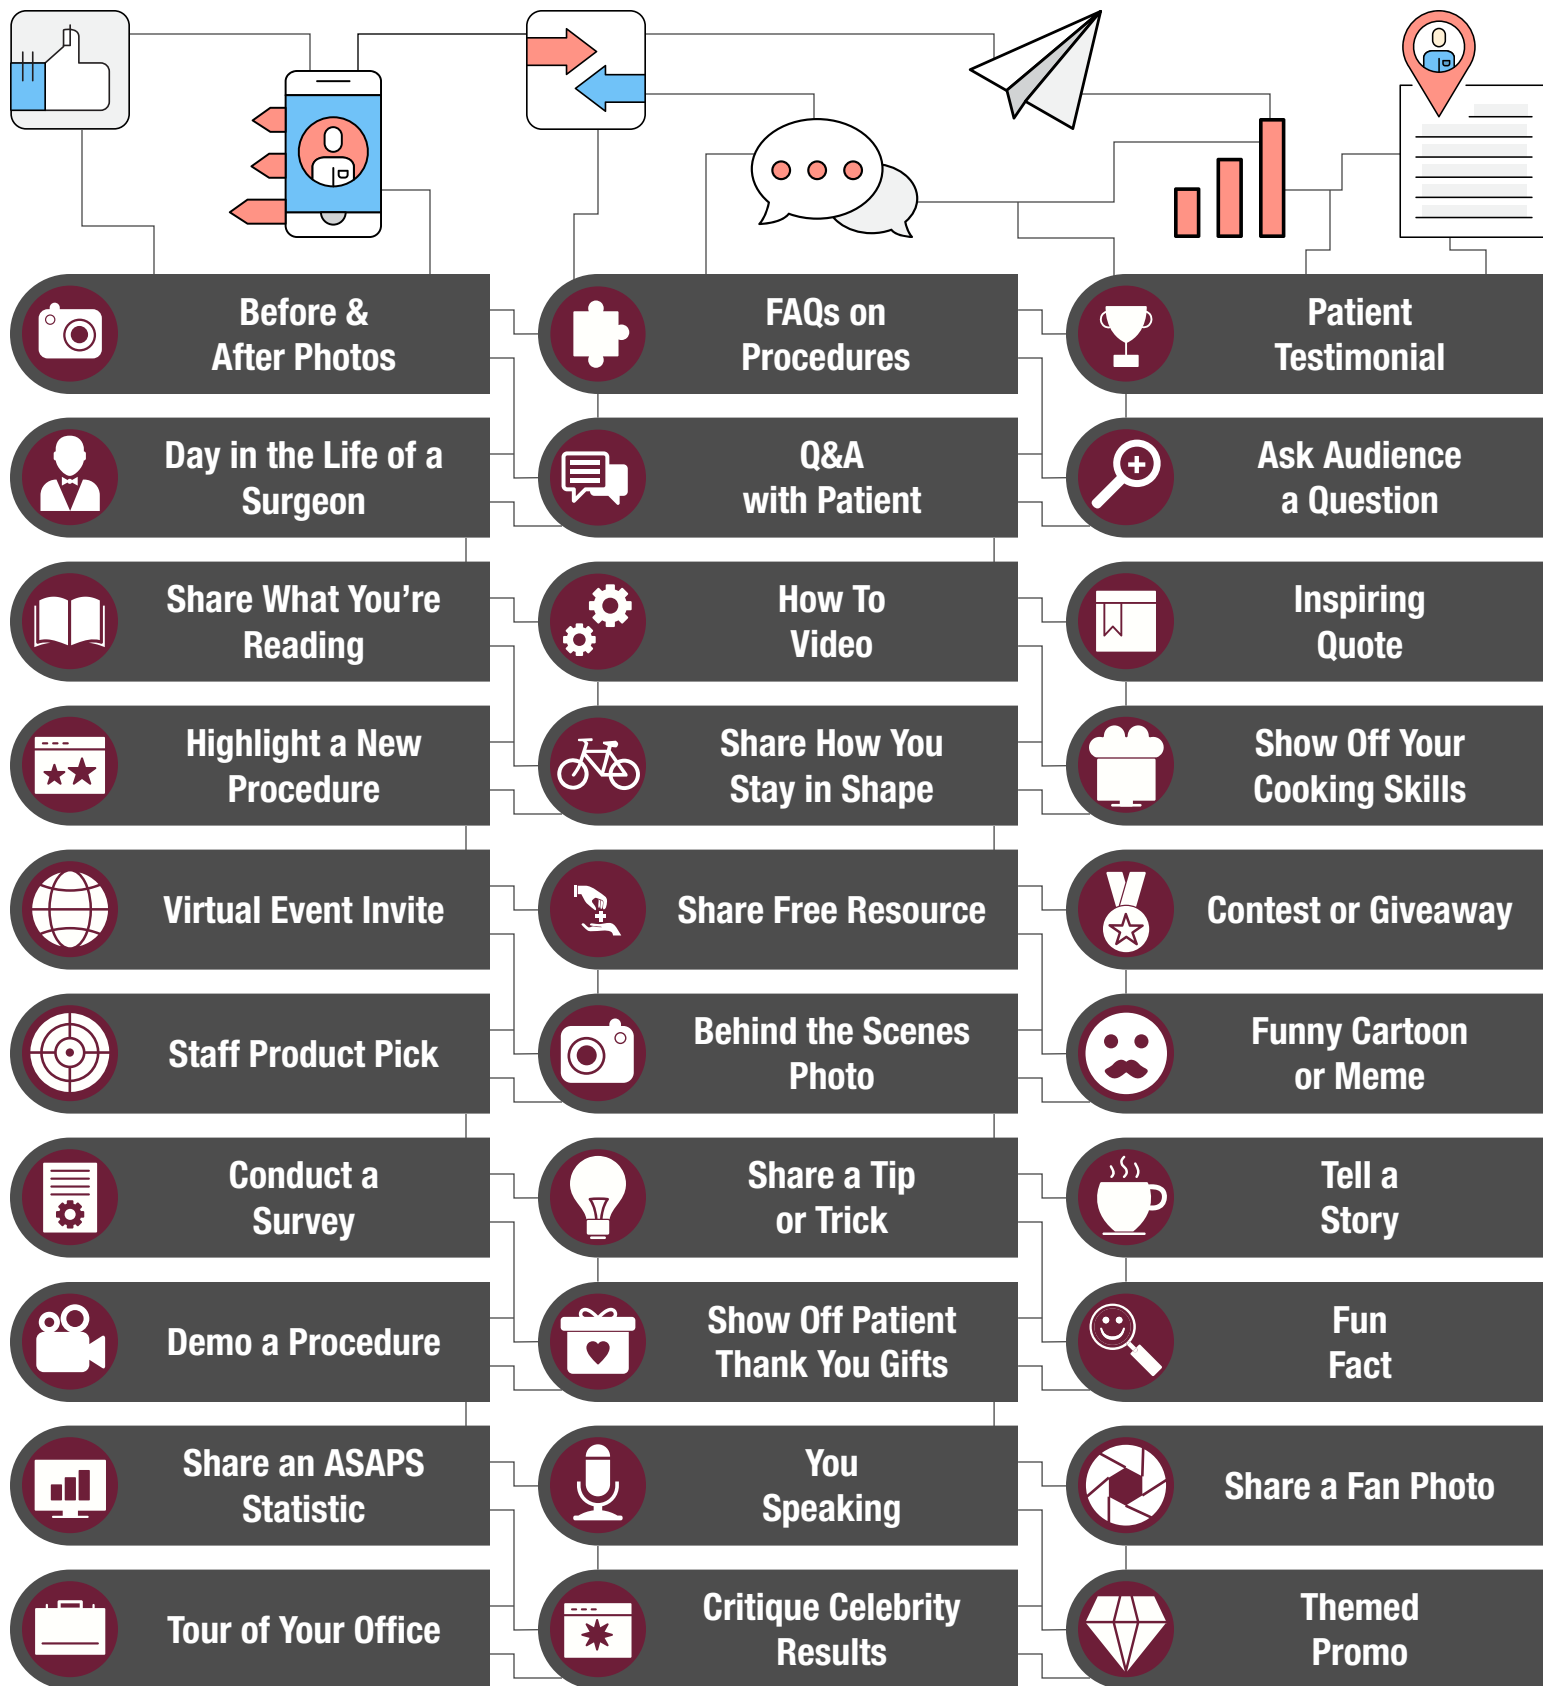 Before &
After Photos
FAQs on
Procedures
Patient
Testimonial
Day in the Life of a
Surgeon
Q&A
with Patient
Ask Audience
a Question
Share What You're
Reading
How To
Video
Inspiring
Quote
Highlight a New
Procedure
Share How You
Stay in Shape
Show Off Your
Cooking Skills
Virtual Event Invite
Share Free Resource
Contest or Giveaway
Staff Product Pick
Behind the Scenes
Photo
Funny Cartoon
or Meme
Conduct a
Survey
Share a Tip
or Trick
Tell a
Story
Demo a Procedure
Show Off Patient
Thank You Gifts
Fun
Fact
Share an ASAPS
Statistic
You
Speaking
Share a Fan Photo
Tour of Your Office
Critique Celebrity
Results
Themed
Promo